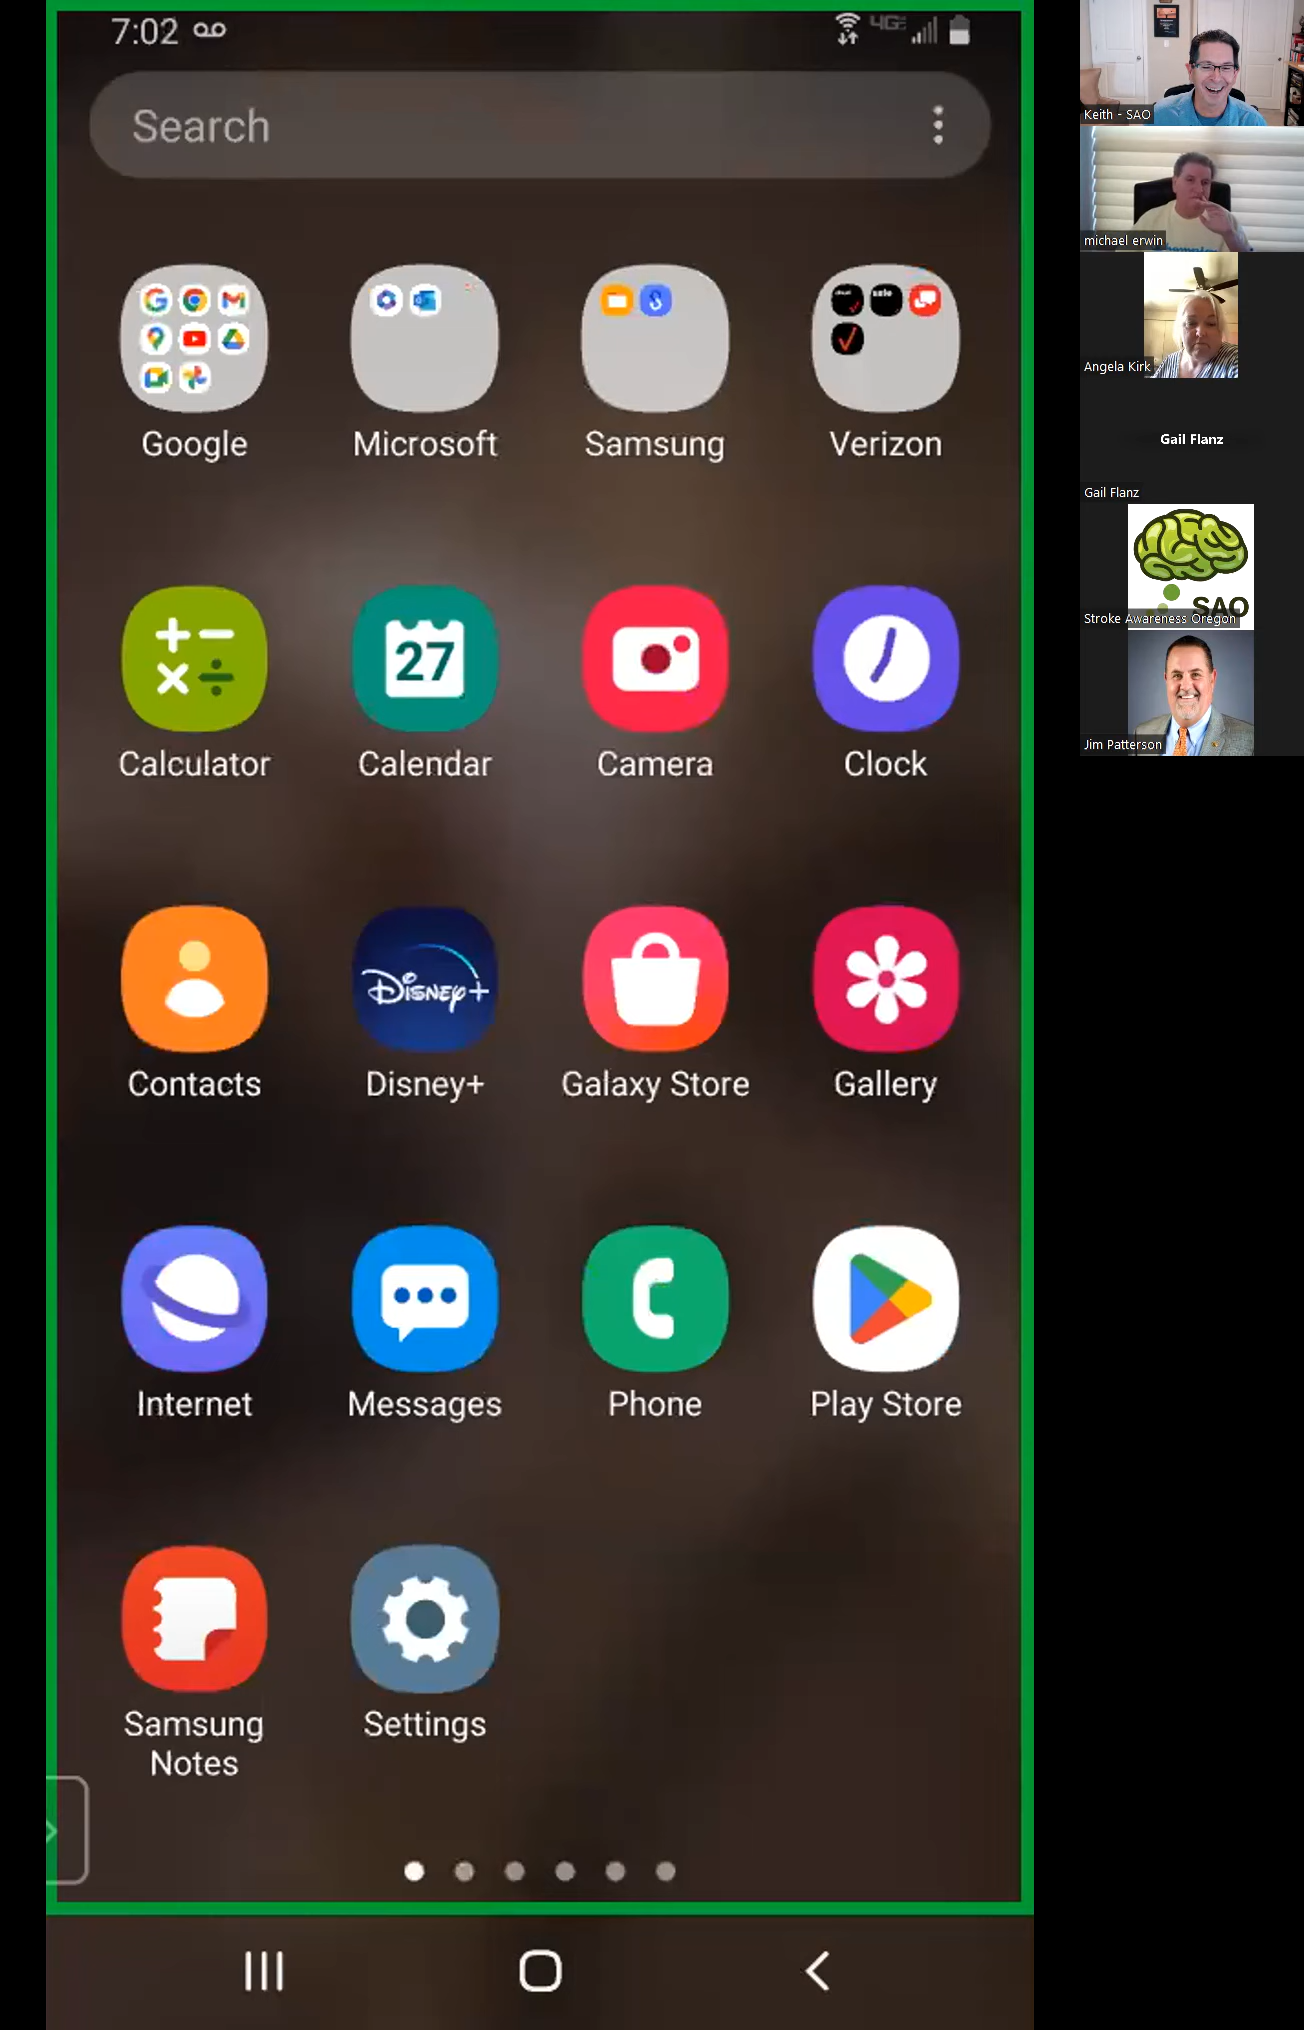 7:02
4GE
Search
Google
Microsoft
Samsung
Verizon
Calculator
27
Calendar
Camera
Clock
Contacts
Disney+
Disney+
Galaxy Store
Gallery
Internet
Messages
Phone
Play Store
Samsung
Notes
Settings
Keith - SAO
michael erwin
Angela Kirk
Gail Flanz
Gail Flanz
SAO
Stroke Awareness Oregon
Jim Patterson